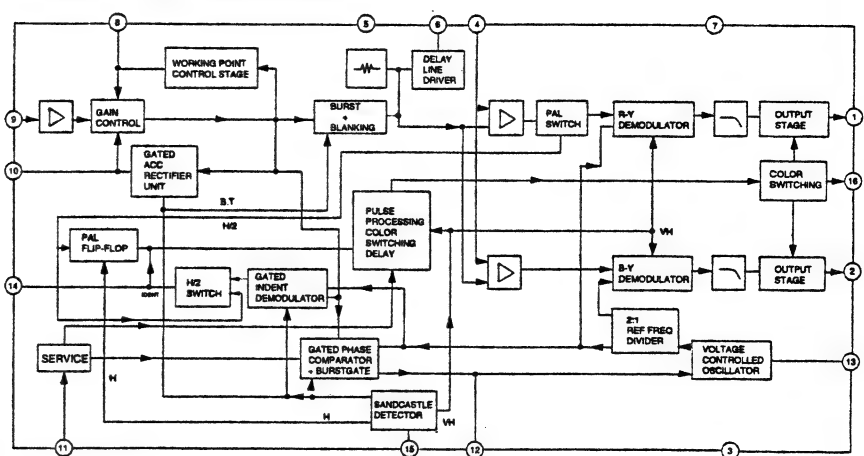 8
5
6
4
7
WORKING POINT
CONTROL STAGE
DELAY
LINE
DRIVER
9
GAIN
CONTROL
BURST
+
BLANKING
PAL
SWITCH
R-Y
DEMODULATOR
OUTPUT
STAGE
1
10
GATED
ACC
RECTIFIER
UNIT
B.T
H/2
PULSE
PROCESSING
COLOR
SWITCHING
DELAY
COLOR
SWITCHING
16
VH
PAL
FLIP-FLOP
14
IDENT
H/2
SWITCH
GATED
INDENT
DEMODULATOR
B-Y
DEMODULATOR
OUTPUT
STAGE
2
2:1
REF FREQ
DIVIDER
SERVICE
GATED PHASE
COMPARATOR
+ BURSTGATE
VOLTAGE
CONTROLLED
OSCILLATOR
13
H
H
SANDCASTLE
DETECTOR
VH
11
15
12
3